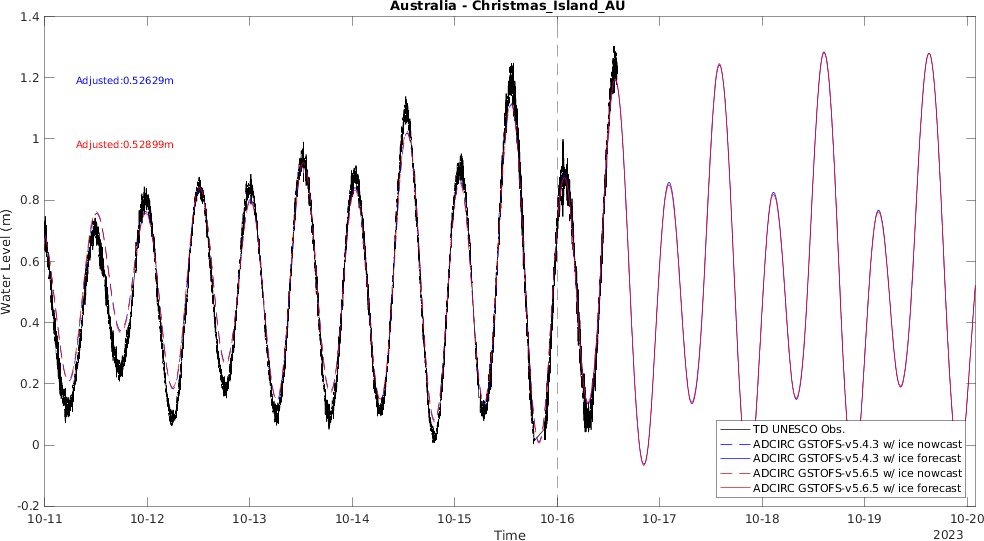 Australia - Christmas_Island_AU
1.4
1.2
1
0.8
0.6
0.4
0.2
0
-0.2
Water Level (m)
Adjusted:0.52629m
Adjusted:0.52899m
TD UNESCO Obs.
ADCIRC GSTOFS-v5.4.3 w/ ice nowcast
ADCIRC GSTOFS-v5.4.3 w/ ice forecast
ADCIRC GSTOFS-v5.6.5 w/ ice nowcast
ADCIRC GSTOFS-v5.6.5 w/ ice forecast
10-11 10-12 10-13 10-14 10-15 10-16 10-17 10-18 10-19 10-20
Time
2023